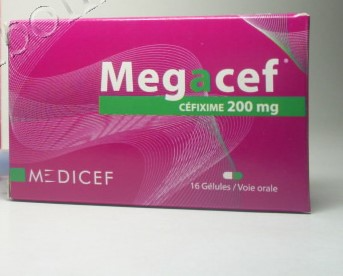 Megacef®
CÉFIXIME 200 mg
MEDICEF
16 Gélules / Voie orale